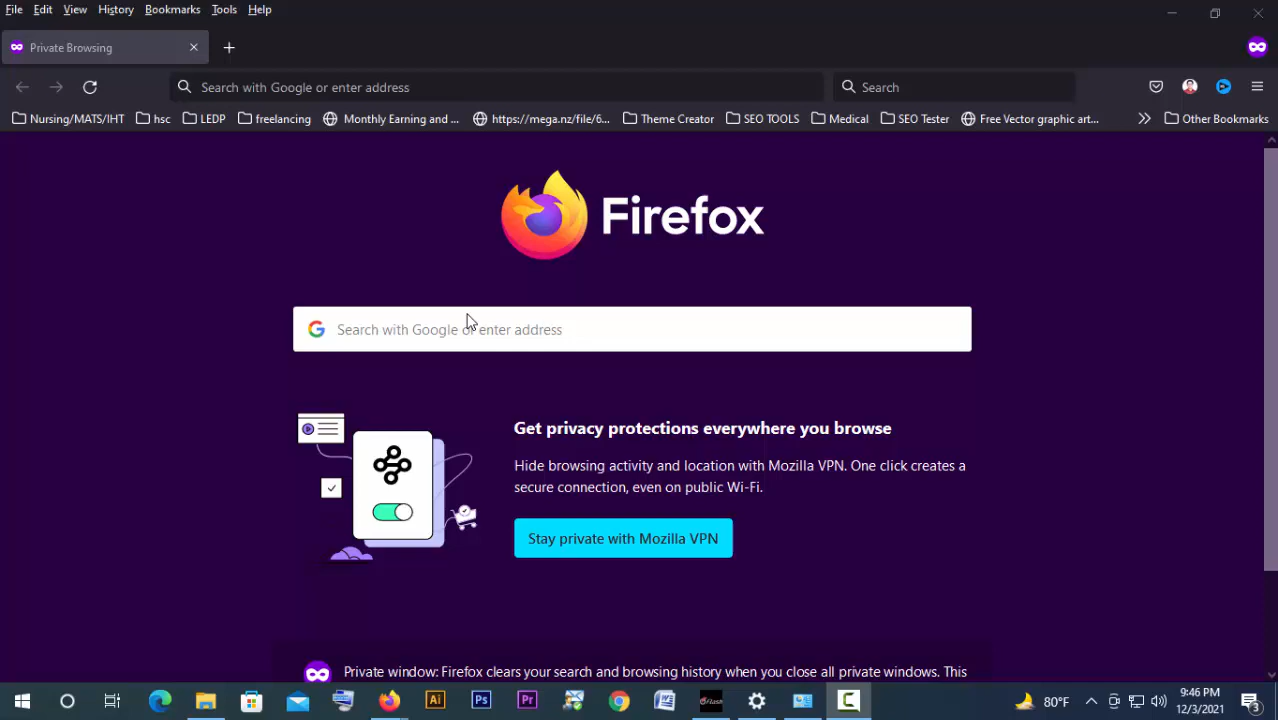 File Edit View History Bookmarks Tools Help
Private Browsing
Search with Google or enter address
Search
Nursing/MATS/IHT hsc LEDP freelancing Monthly Earning and ... https://mega.nz/file/6... Theme Creator SEO TOOLS Medical SEO Tester Free Vector graphic art... Other Bookmarks
Firefox
Search with Google or enter address
Get privacy protections everywhere you browse
Hide browsing activity and location with Mozilla VPN. One click creates a
secure connection, even on public Wi-Fi.
Stay private with Mozilla VPN
Private window: Firefox clears your search and browsing history when you close all private windows. This
Ai Ps Pr
80°F
9:46 PM
12/3/2021
3